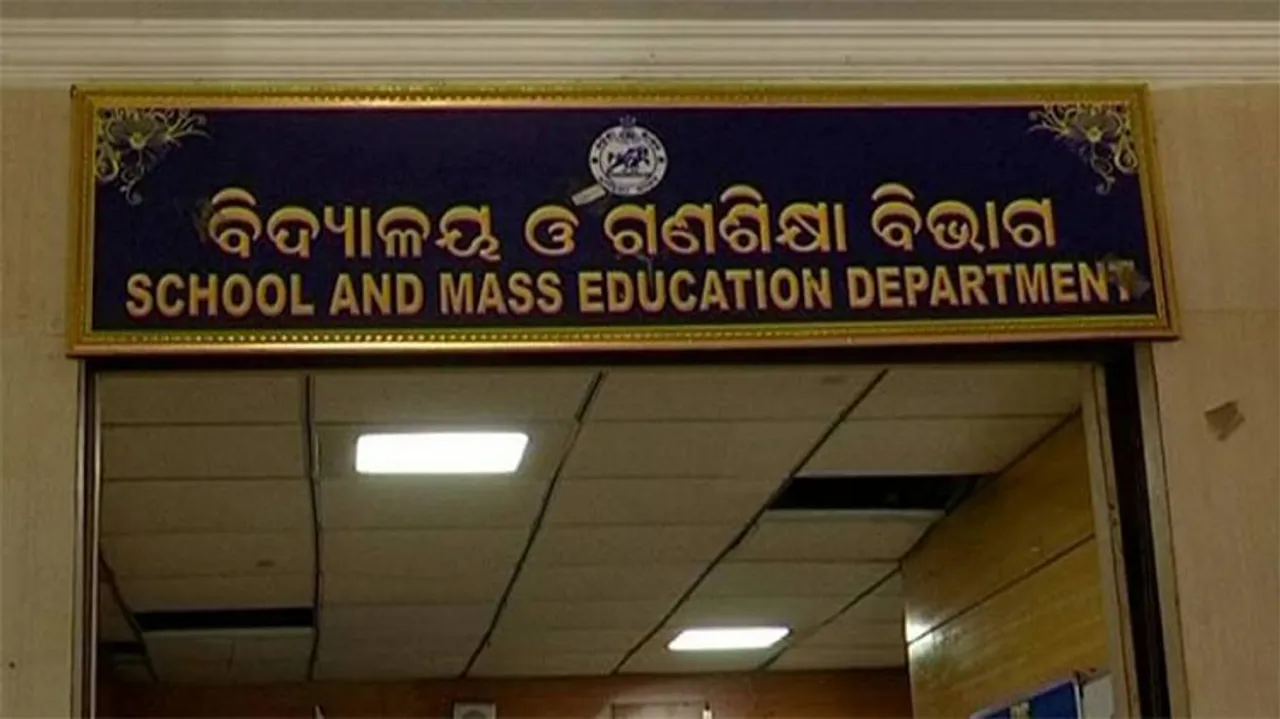 ବିଦ୍ୟାଳୟ ଓ ଗଣଶିକ୍ଷା ବିଭାଗ
SCHOOL AND MASS EDUCATION DEPARTMENT